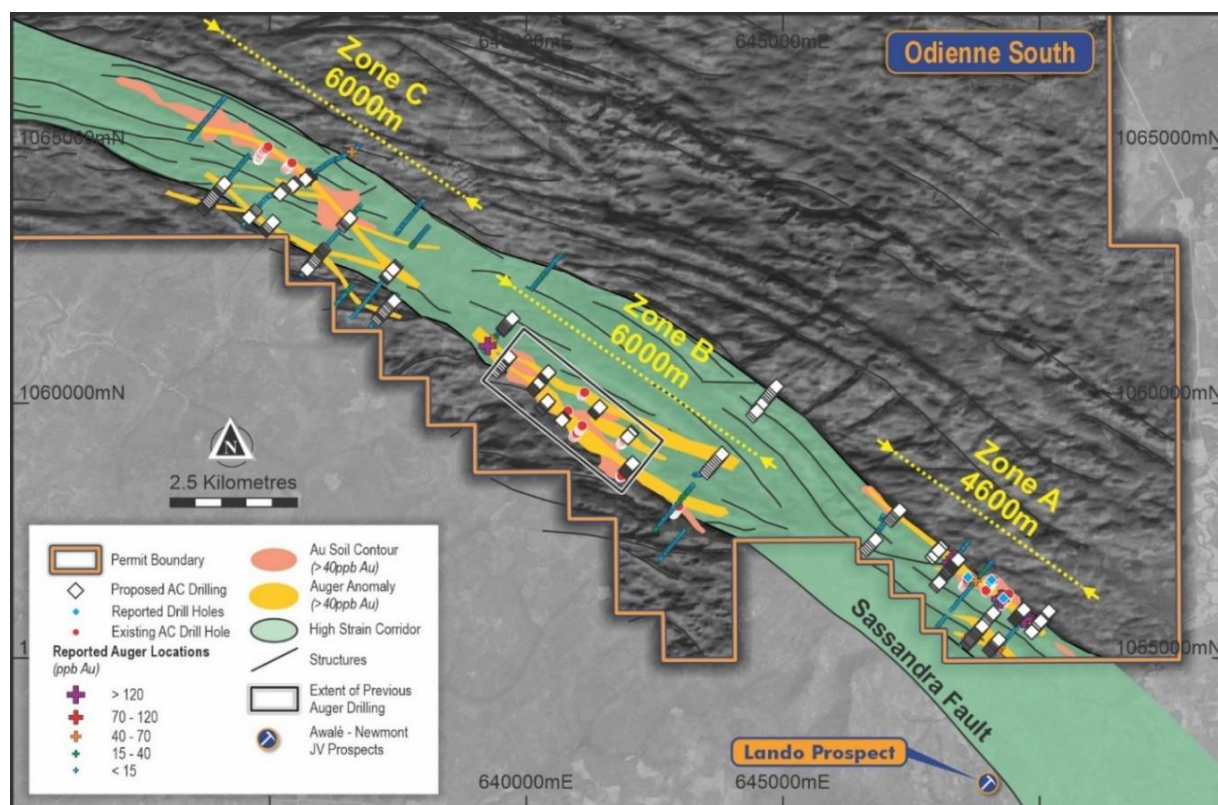 640000mE
645000mE
Odienne South
Zone C
6000m
1065000mN
1065000mN
Zone B
6000m
1060000mN
1060000mN
Zone A
4600m
N
2.5 Kilometres
Permit Boundary
Proposed AC Drilling
Reported Drill Holes
Existing AC Drill Hole
Reported Auger Locations
(ppb Au)
> 120
70 - 120
40 - 70
15 - 40
< 15
Au Soil Contour
(>40ppb Au)
Auger Anomaly
(>40ppb Au)
High Strain Corridor
Structures
Extent of Previous
Auger Drilling
Awalé - Newmont
JV Prospects
1055000mN
Sassandra Fault
Lando Prospect
640000mE
645000mE